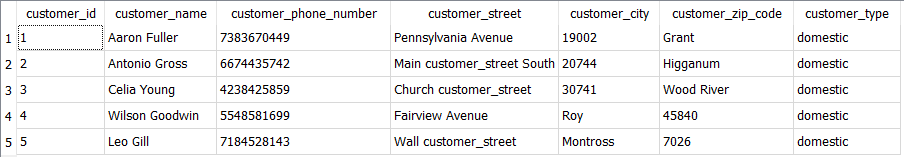 customer_id customer_name customer_phone_number customer_street customer_city customer_zip_code customer_type
1 1 Aaron Fuller 7383670449 Pennsylvania Avenue 19002 Grant domestic
2 2 Antonio Gross 6674435742 Main customer_street South 20744 Higganum domestic
3 3 Celia Young 4238425859 Church customer_street 30741 Wood River domestic
4 4 Wilson Goodwin 5548581699 Fairview Avenue Roy 45840 domestic
5 5 Leo Gill 7184528143 Wall customer_street Montross 7026 domestic